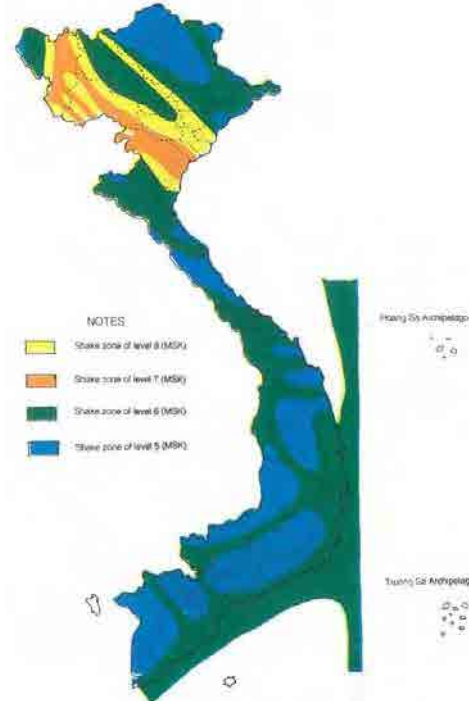 NOTES
Shake zone of level 8 (MSK)
Shake zone of level 7 (MSK)
Shake zone of level 6 (MSK)
Shake zone of level 5 (MSK)
Hoang Sa Archipelago
Truong Sa Archipelago